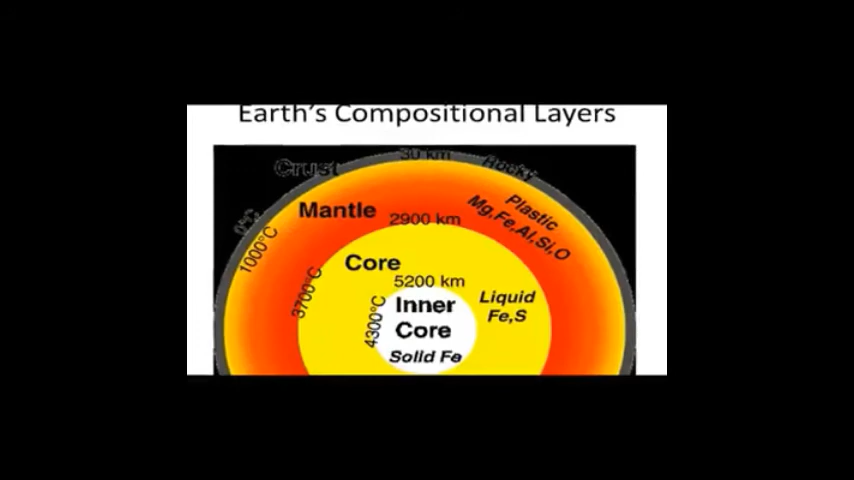 Earth's Compositional Layers
Crust
30 km
Rocky
0°C
Mantle
2900 km
Plastic
Mg,Fe,Al,Si,O
1000°C
Core
5200 km
3700°C
Liquid
Fe,S
4300°C
Inner
Core
Solid Fe